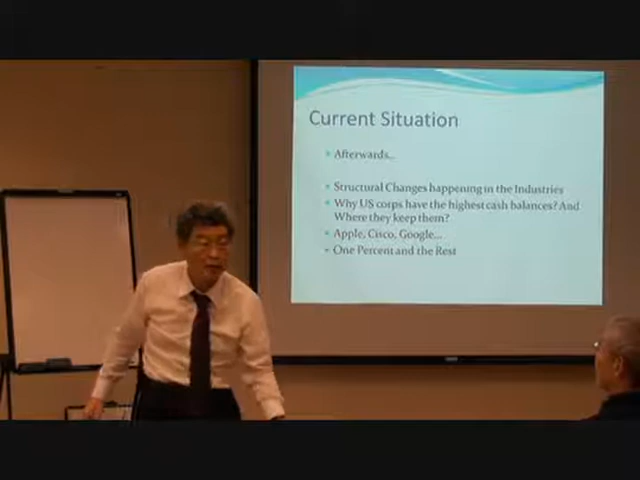 Current Situation
Afterwards...
Structural Changes happening in the Industries
Why US corps have the highest cash balances? And
Where they keep them?
Apple, Cisco, Google...
One Percent and the Rest